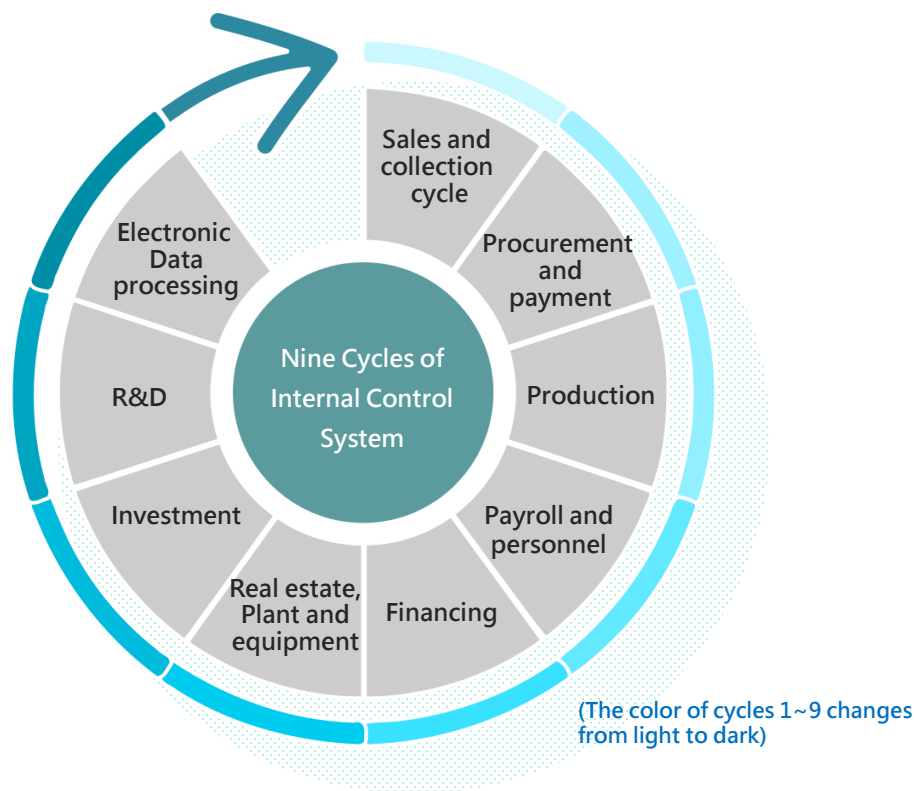 Sales and
collection
cycle
Procurement
and
payment
Production
Payroll and
personnel
Financing
Real estate,
Plant and
equipment
Investment
R&D
Electronic
Data
processing
Nine Cycles of
Internal Control
System
(The color of cycles 1~9 changes
from light to dark)